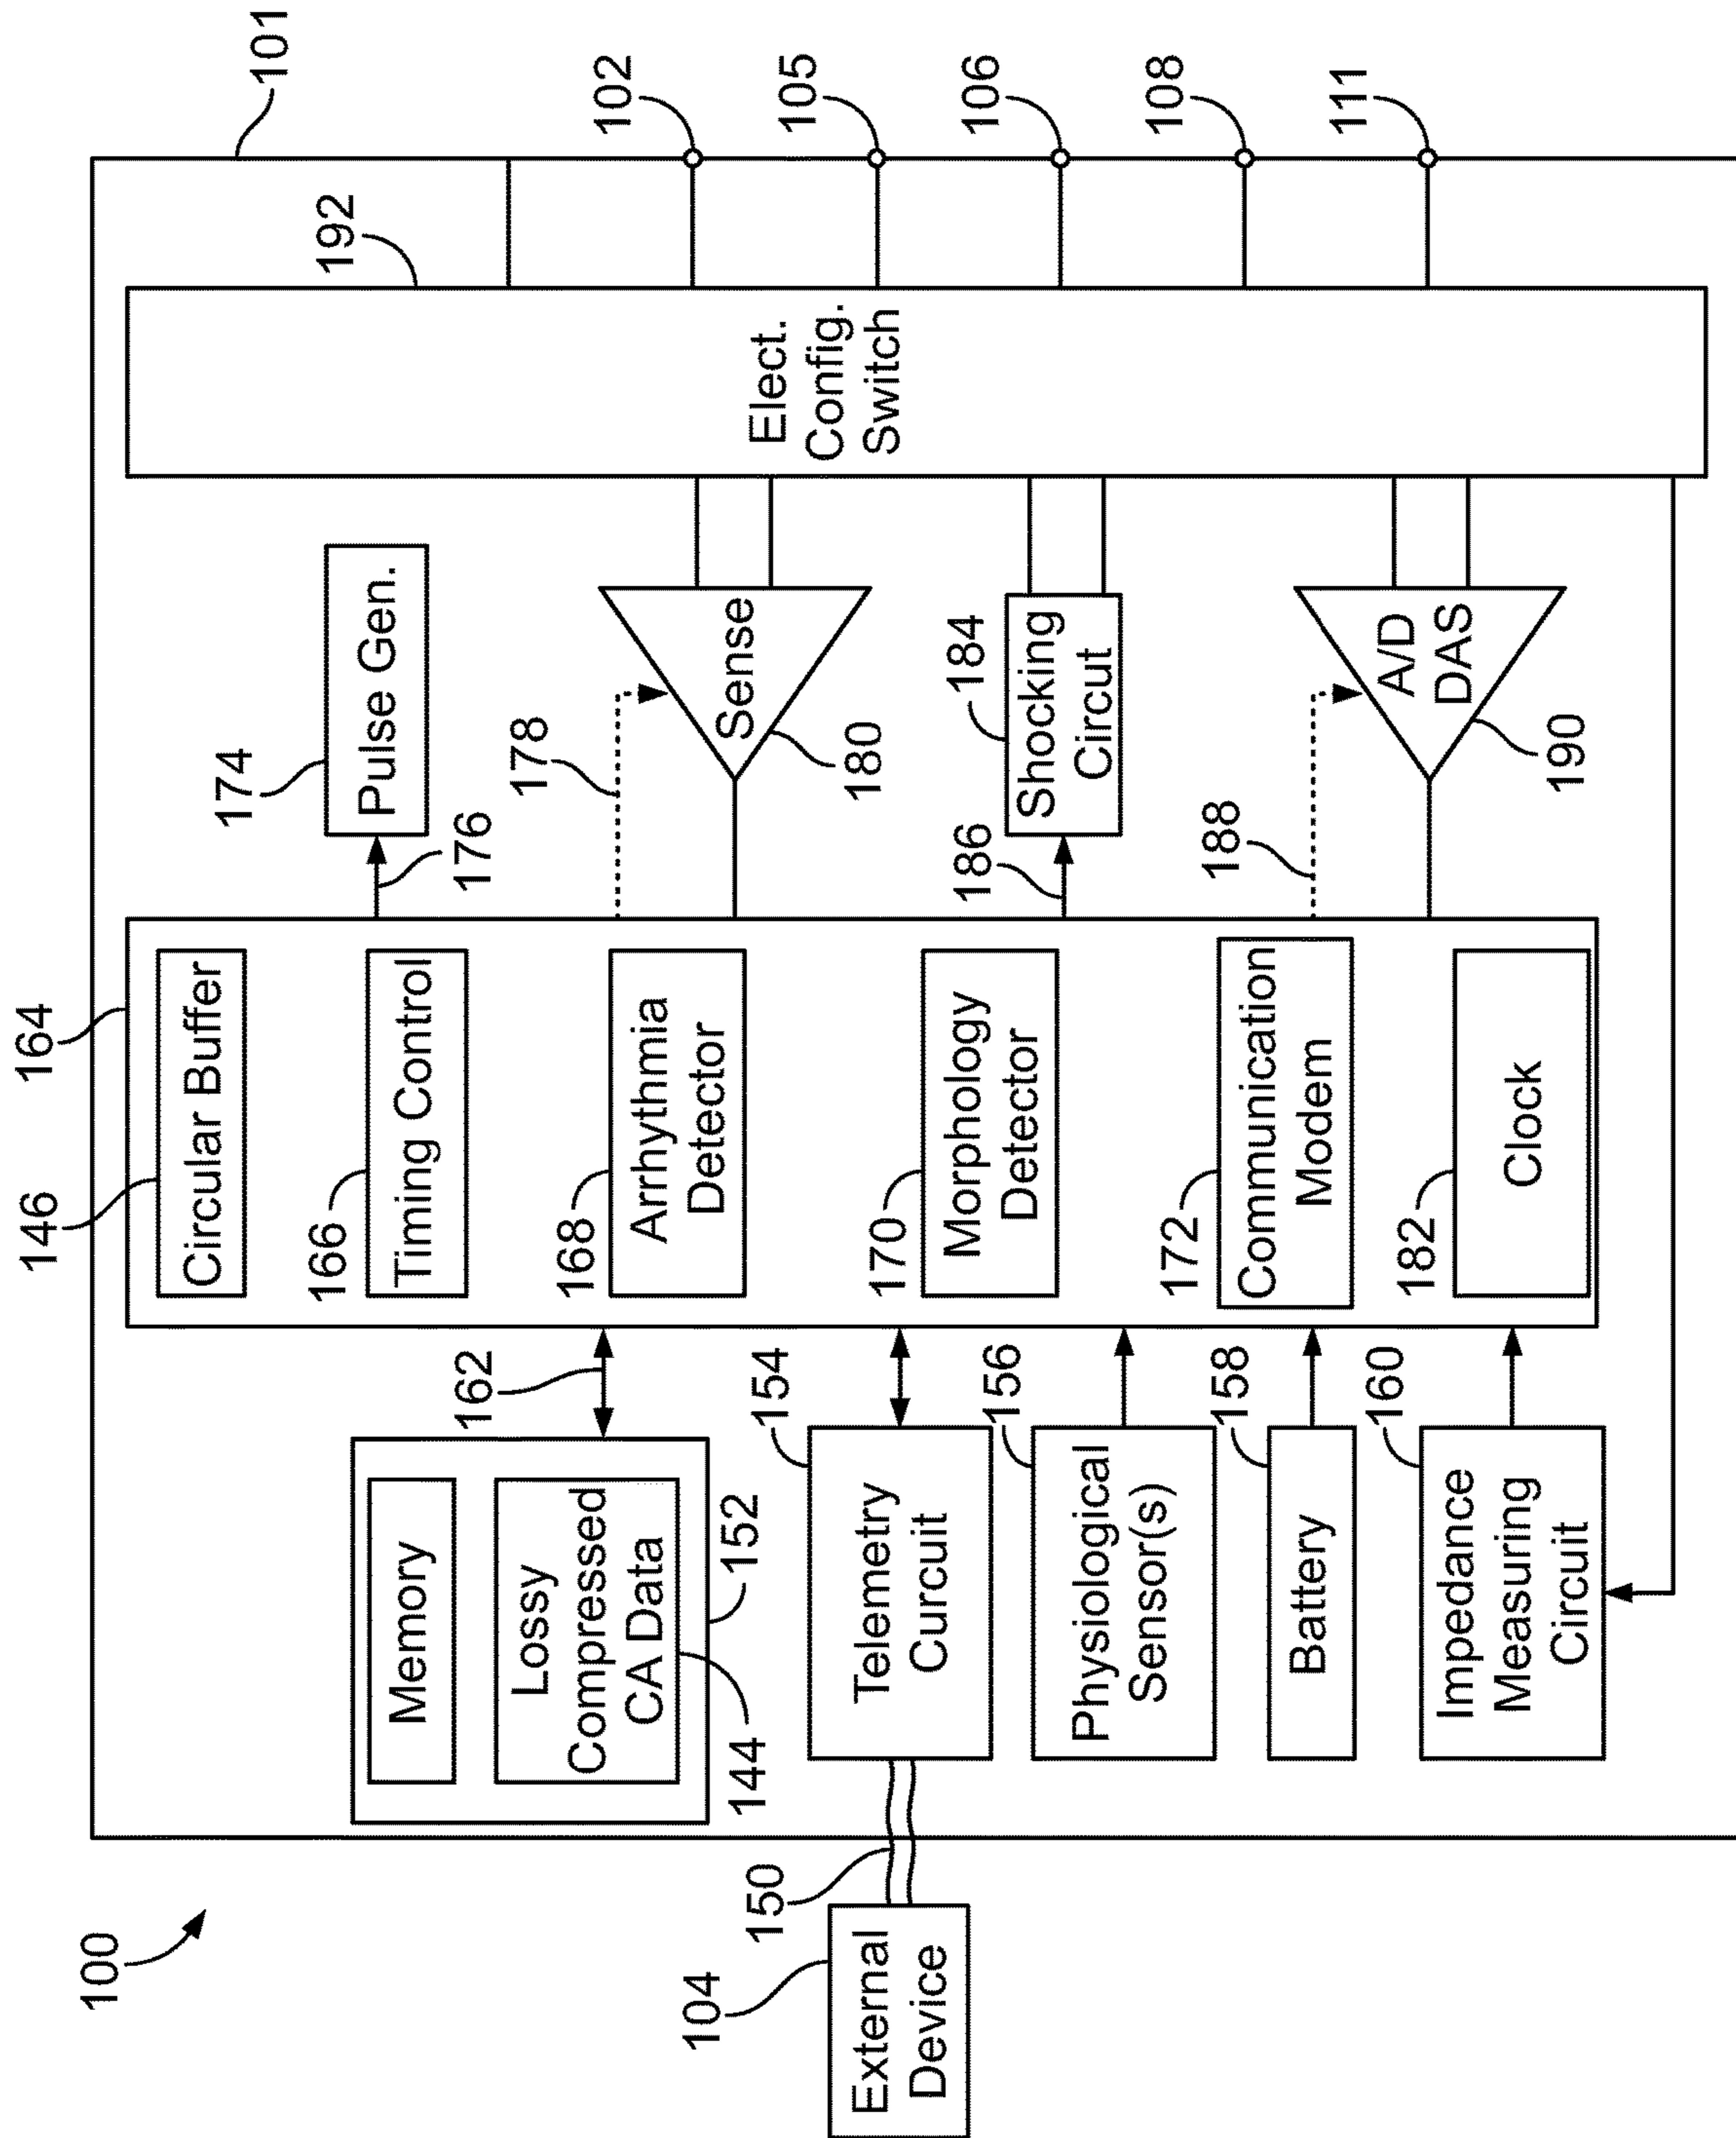 100
101
104
External
Device
150
Memory
Lossy
Compressed
CA Data
144
152
162
Telemetry
Curcuit
154
Physiological
Sensor(s)
156
Battery
158
Impedance
Measuring
Circuit
160
164
146
Circular Buffer
166
Timing Control
168
Arrhythmia
Detector
170
Morphology
Detector
172
Communication
Modem
182
Clock
174
Pulse Gen.
176
178
Sense
180
184
Shocking
Circut
186
188
A/D
DAS
190
192
Elect.
Config.
Switch
102
105
106
108
111